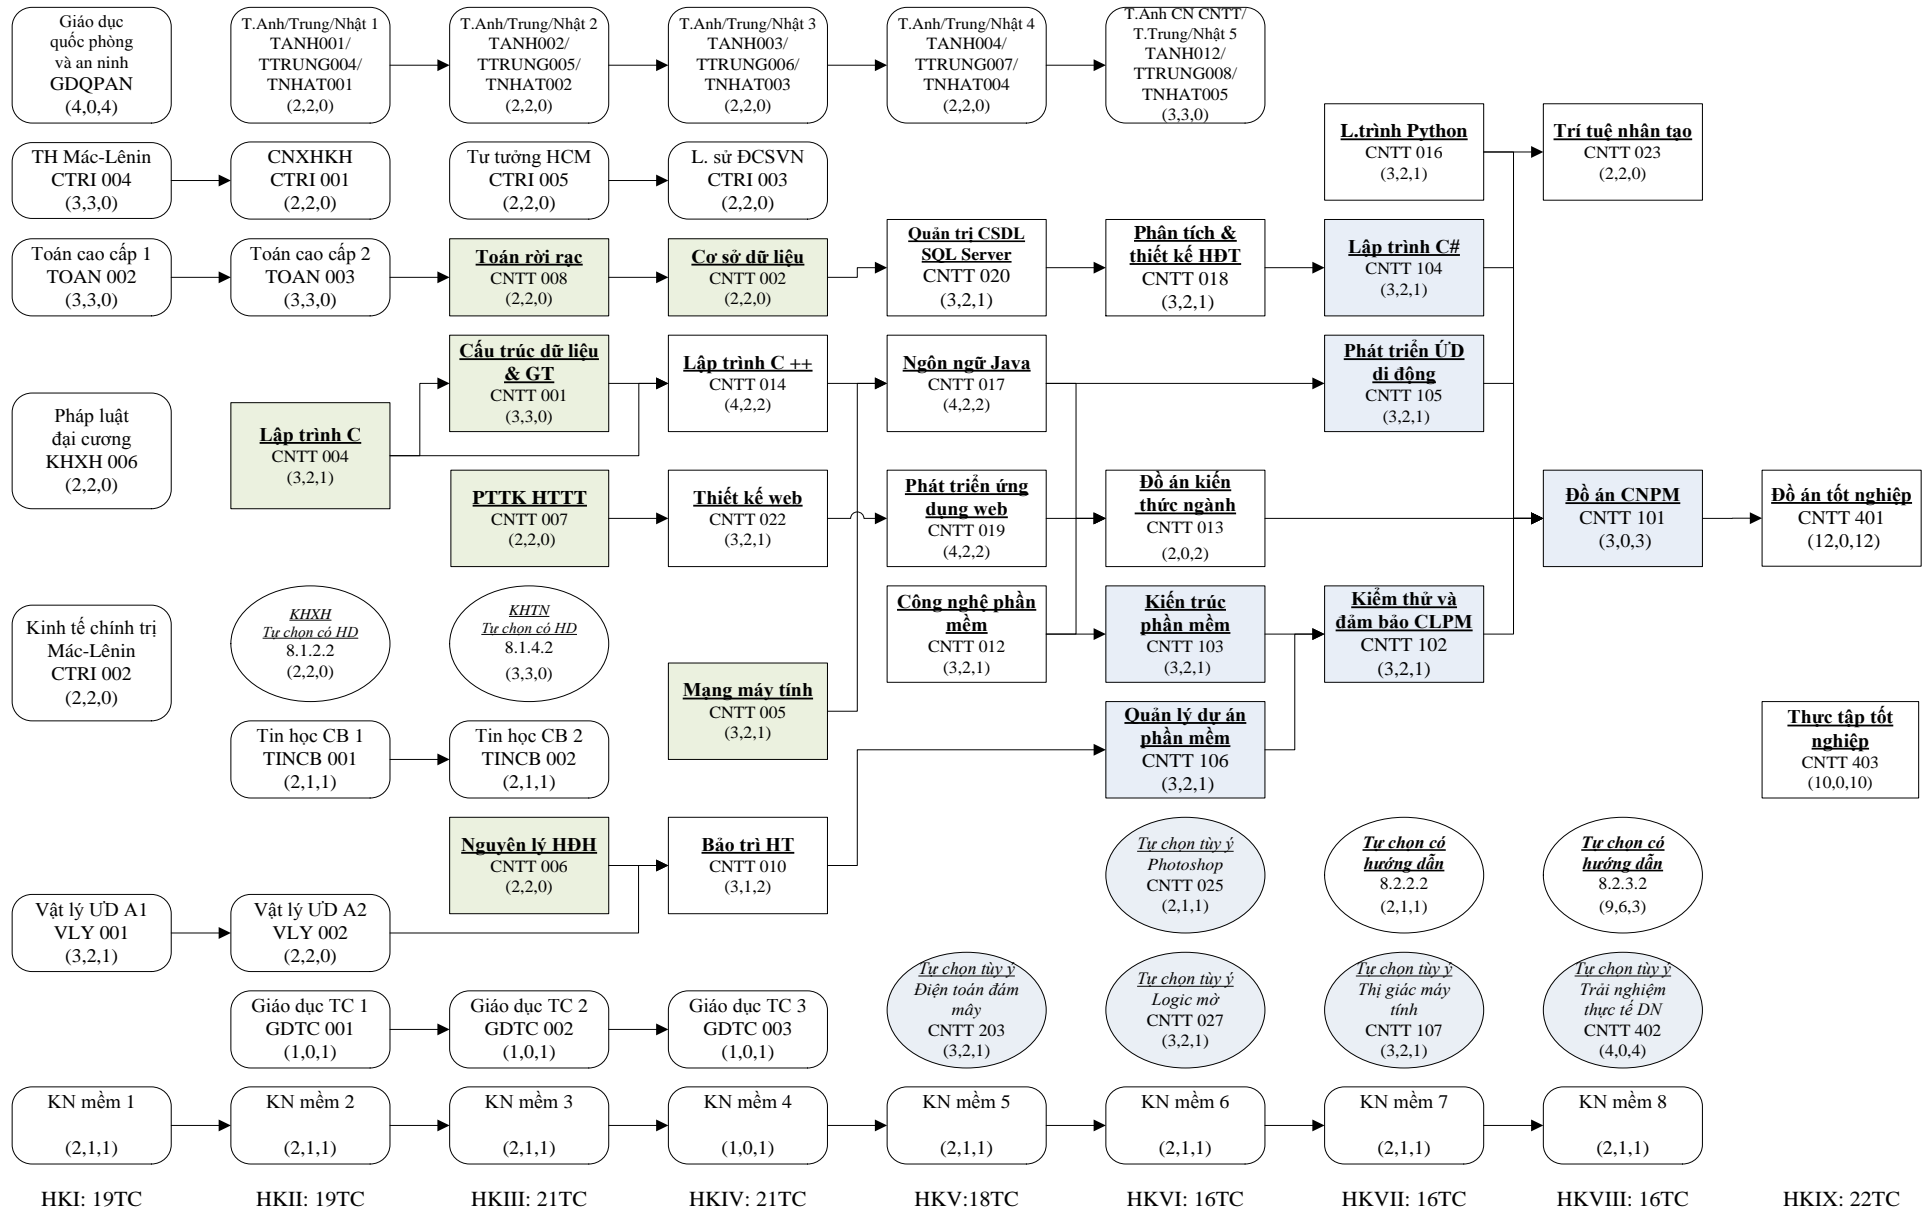 Giáo dục
quốc phòng
và an ninh
GDQPAN
(4,0,4)
T.Anh/Trung/Nhật 1
TANH001/
TTRUNG004/
TNHAT001
(2,2,0)
T.Anh/Trung/Nhật 2
TANH002/
TTRUNG005/
TNHAT002
(2,2,0)
T.Anh/Trung/Nhật 3
TANH003/
TTRUNG006/
TNHAT003
(2,2,0)
T.Anh/Trung/Nhật 4
TANH004/
TTRUNG007/
TNHAT004
(2,2,0)
T.Anh CN CNTT/
T.Trung/Nhật 5
TANH012/
TTRUNG008/
TNHAT005
(3,3,0)
L.trình Python
CNTT 016
(3,2,1)
Trí tuệ nhân tạo
CNTT 023
(2,2,0)
TH Mác-Lênin
CTRI 004
(3,3,0)
CNXHKH
CTRI 001
(2,2,0)
Tư tưởng HCM
CTRI 005
(2,2,0)
L. sử ĐCSVN
CTRI 003
(2,2,0)
Toán cao cấp 1
TOAN 002
(3,3,0)
Toán cao cấp 2
TOAN 003
(3,3,0)
Toán rời rạc
CNTT 008
(2,2,0)
Cơ sở dữ liệu
CNTT 002
(2,2,0)
Quản trị CSDL
SQL Server
CNTT 020
(3,2,1)
Phân tích &
thiết kế HĐT
CNTT 018
(3,2,1)
Lập trình C#
CNTT 104
(3,2,1)
Pháp luật
đại cương
KHXH 006
(2,2,0)
Lập trình C
CNTT 004
(3,2,1)
Cấu trúc dữ liệu
& GT
CNTT 001
(3,3,0)
Lập trình C ++
CNTT 014
(4,2,2)
Ngôn ngữ Java
CNTT 017
(4,2,2)
Phát triển ƯD
di động
CNTT 105
(3,2,1)
PTTK HTTT
CNTT 007
(2,2,0)
Thiết kế web
CNTT 022
(3,2,1)
Phát triển ứng
dụng web
CNTT 019
(4,2,2)
Đồ án kiến
thức ngành
CNTT 013
(2,0,2)
Đồ án CNPM
CNTT 101
(3,0,3)
Đồ án tốt nghiệp
CNTT 401
(12,0,12)
Kinh tế chính trị
Mác-Lênin
CTRI 002
(2,2,0)
KHXH
Tự chọn có HD
8.1.2.2
(2,2,0)
KHTN
Tự chọn có HD
8.1.4.2
(3,3,0)
Mạng máy tính
CNTT 005
(3,2,1)
Công nghệ phần
mềm
CNTT 012
(3,2,1)
Kiến trúc
phần mềm
CNTT 103
(3,2,1)
Kiểm thử và
đảm bảo CLPM
CNTT 102
(3,2,1)
Tin học CB 1
TINCB 001
(2,1,1)
Tin học CB 2
TINCB 002
(2,1,1)
Quản lý dự án
phần mềm
CNTT 106
(3,2,1)
Thực tập tốt
nghiệp
CNTT 403
(10,0,10)
Nguyên lý HĐH
CNTT 006
(2,2,0)
Bảo trì HT
CNTT 010
(3,1,2)
Tự chọn tùy ý
Photoshop
CNTT 025
(2,1,1)
Tự chọn có
hướng dẫn
8.2.2.2
(2,1,1)
Tự chọn có
hướng dẫn
8.2.3.2
(9,6,3)
Vật lý ƯD A1
VLY 001
(3,2,1)
Vật lý UD A2
VLY 002
(2,2,0)
Giáo dục TC 1
GDTC 001
(1,0,1)
Giáo dục TC 2
GDTC 002
(1,0,1)
Giáo dục TC 3
GDTC 003
(1,0,1)
Tự chọn tùy ý
Điện toán đám
mây
CNTT 203
(3,2,1)
Tự chọn tùy ý
Logic mờ
CNTT 027
(3,2,1)
Tự chọn tùy ý
Thị giác máy
tính
CNTT 107
(3,2,1)
Tự chọn tùy ý
Trải nghiệm
thực tế DN
CNTT 402
(4,0,4)
KN mềm 1
(2,1,1)
KN mềm 2
(2,1,1)
KN mềm 3
(2,1,1)
KN mềm 4
(1,0,1)
KN mềm 5
(2,1,1)
KN mềm 6
(2,1,1)
KN mềm 7
(2,1,1)
KN mềm 8
(2,1,1)
HKI: 19TC
HKII: 19TC
HKIII: 21TC
HKIV: 21TC
HKV:18TC
HKVI: 16TC
HKVII: 16TC
HKVIII: 16TC
HKIX: 22TC